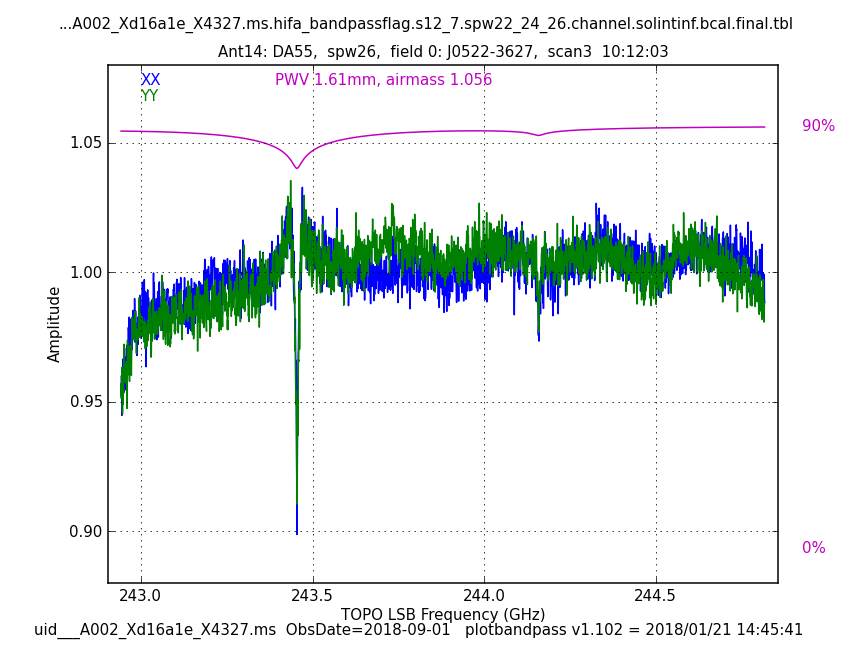 ...A002_Xd16a1e_X4327.ms.hifa_bandpassflag.s12_7.spw22_24_26.channel.solintinf.bcal.final.tbl
Ant14: DA55,  spw26,  field 0: J0522-3627,  scan3  10:12:03
XX
PWV 1.61mm, airmass 1.056
YY
90%
1.05
1.00
Amplitude
0.95
0.90
0%
243.0 243.5 244.0 244.5
TOPO LSB Frequency (GHz)
uid___A002_Xd16a1e_X4327.ms  ObsDate=2018-09-01   plotbandpass v1.102 = 2018/01/21 14:45:41